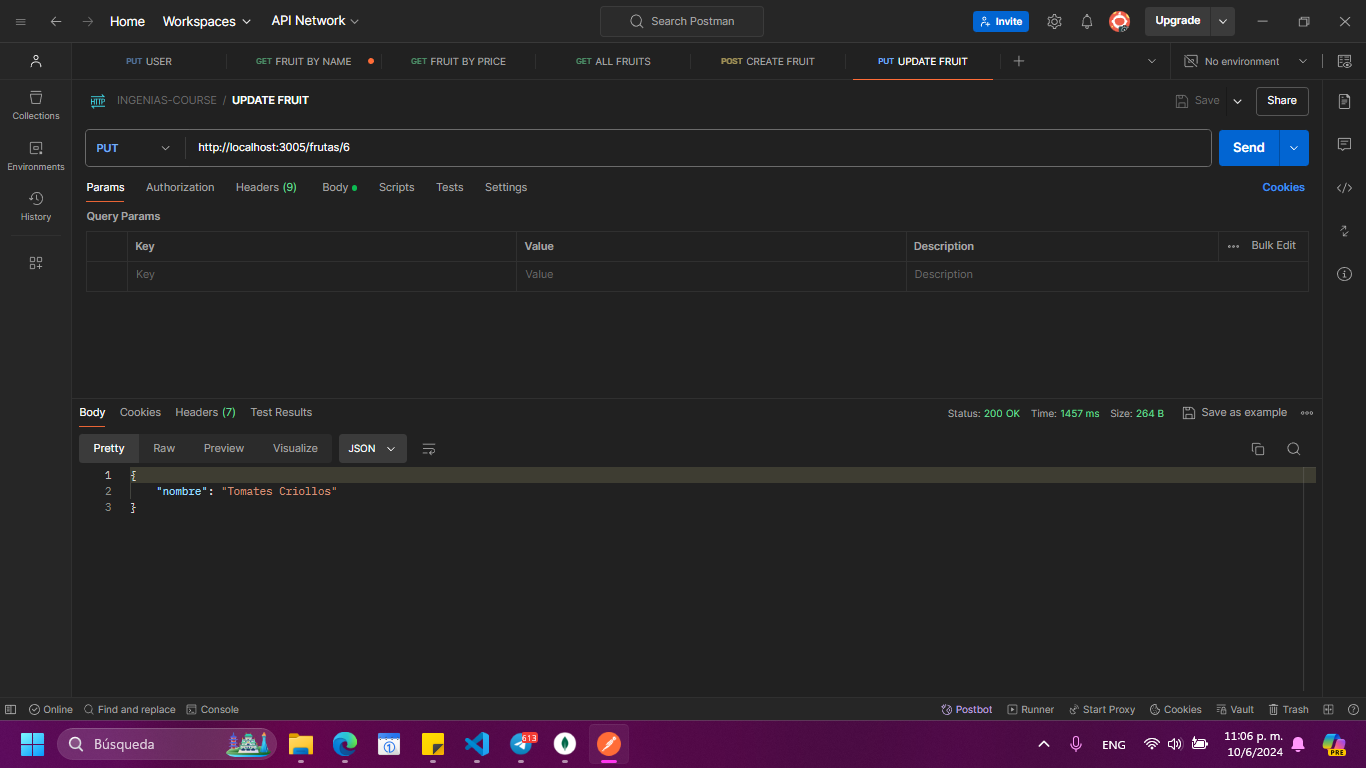 Home Workspaces API Network Search Postman Invite Upgrade
PUT USER GET FRUIT BY NAME GET FRUIT BY PRICE GET ALL FRUITS POST CREATE FRUIT PUT UPDATE FRUIT No environment
HTTP INGENIAS-COURSE / UPDATE FRUIT Save Share
Collections
PUT http://localhost:3005/frutas/6 Send
Environments
Params Authorization Headers (9) Body Scripts Tests Settings Cookies
History
Query Params
Key Value Description Bulk Edit
Key Value Description
Body Cookies Headers (7) Test Results Status: 200 OK Time: 1457 ms Size: 264 B Save as example
Pretty Raw Preview Visualize JSON
1 {
2 "nombre": "Tomates Criollos"
3 }
Online Find and replace Console Postbot Runner Start Proxy Cookies Vault Trash
Búsqueda 1 613 ENG 11:06 p. m.
10/6/2024 PRE